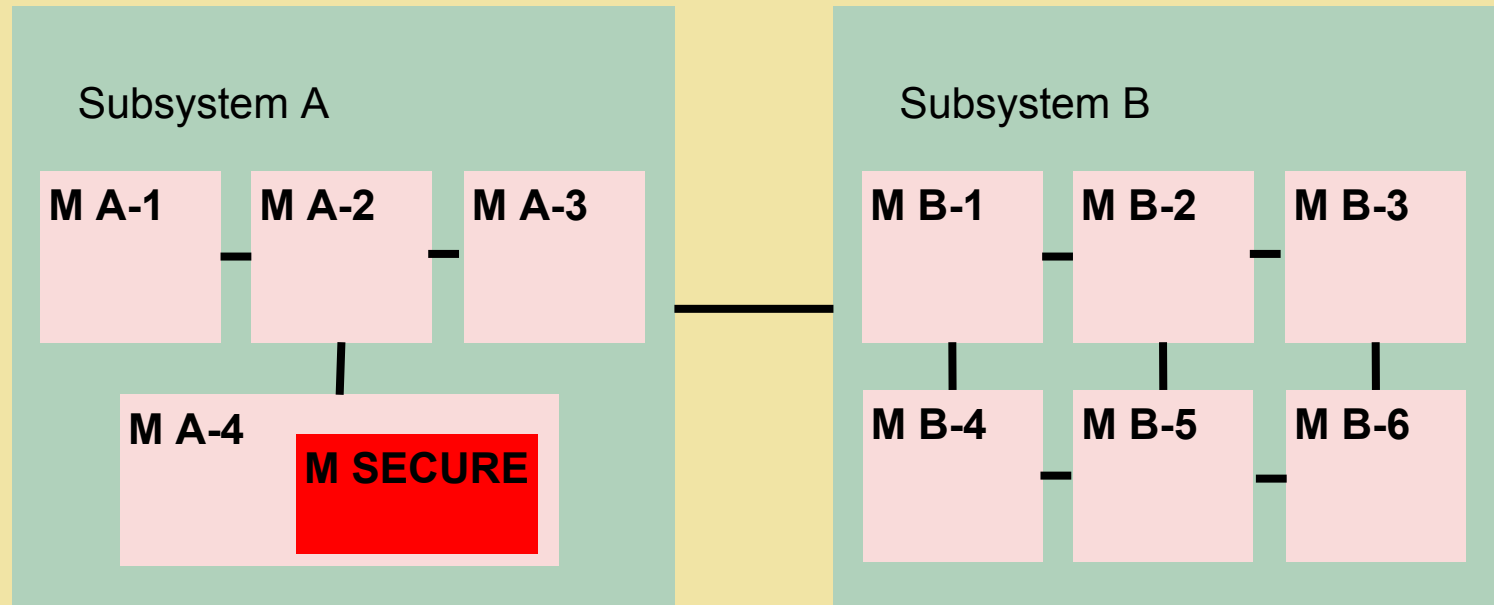 Subsystem A
M A-1
M A-2
M A-3
M A-4
M SECURE
Subsystem B
M B-1
M B-2
M B-3
M B-4
M B-5
M B-6